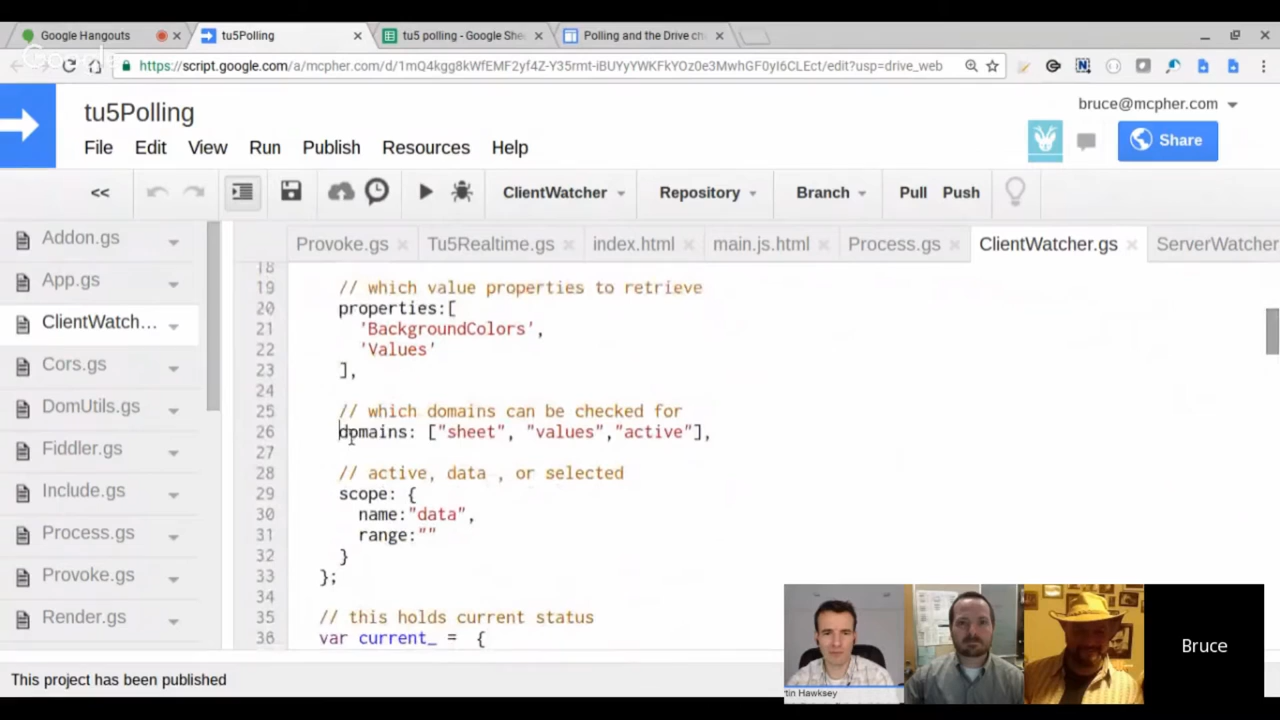 Google Hangouts
tu5Polling
tu5 polling - Google She
Polling and the Drive ch
https://script.google.com/a/mcpher.com/d/1mQ4kgg8kWfEMF2yf4Z-Y35rmt-iBUYyYWKFkYOz0e3MwhGF0yI6CLEct/edit?usp=drive_web
tu5Polling
bruce@mcpher.com
File Edit View Run Publish Resources Help
Share
<< ClientWatcher Repository Branch Pull Push
Provoke.gs Tu5Realtime.gs index.html main.js.html Process.gs ClientWatcher.gs ServerWatcher
Addon.gs
App.gs
ClientWatch...
Cors.gs
DomUtils.gs
Fiddler.gs
Include.gs
Process.gs
Provoke.gs
Render.gs
18
19 // which value properties to retrieve
20 properties:[
21 'BackgroundColors',
22 'Values'
23 ],
24
25 // which domains can be checked for
26 domains: ["sheet", "values","active"],
27
28 // active, data , or selected
29 scope: {
30 name:"data",
31 range:""
32 }
33 };
34
35 // this holds current status
36 var current_ = {
This project has been published
tin Hawksey
Bruce